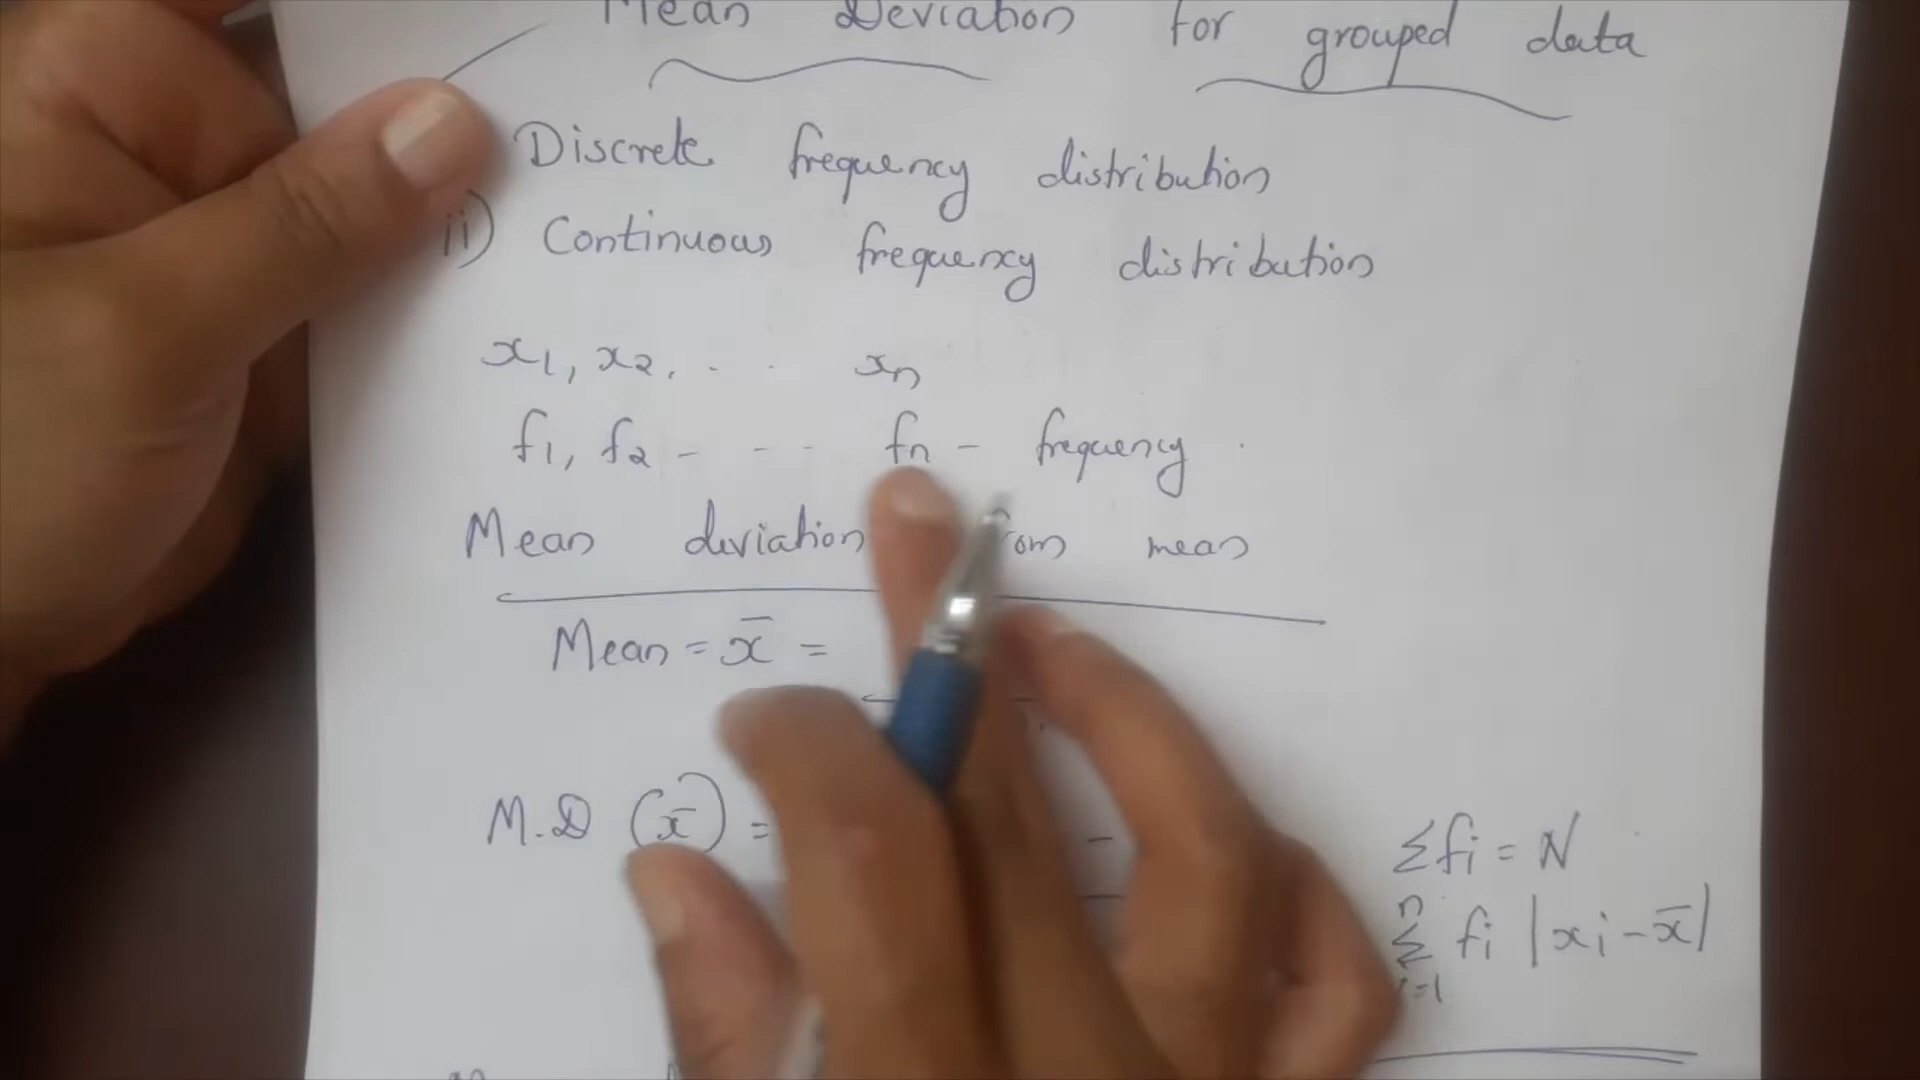 Mean Deviation for grouped data
Discrete frequency distribution
ii) Continuous frequency distribution
x1, x2, . . xn
f1, f2 - - - fn - frequency
Mean deviation mean
Mean = x̄ =
M.D (x̄) =
Σfi = N
n
Σ fi |xi - x̄|
i=1